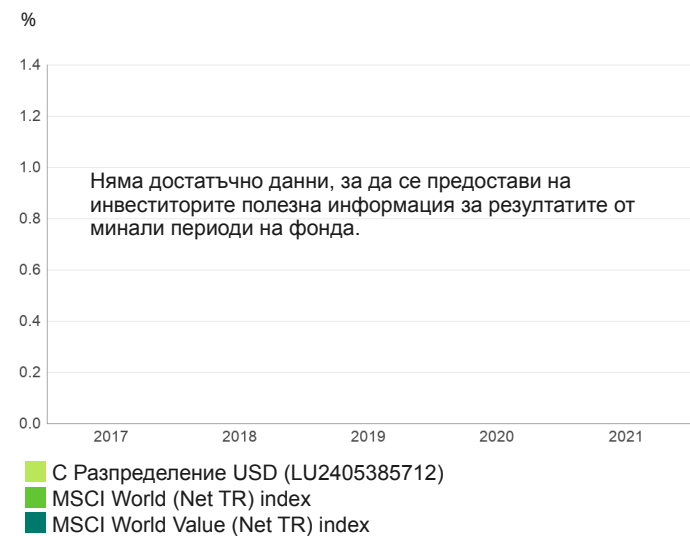 %
1.4
1.2
1.0
Няма достатъчно данни, за да се предостави на
инвеститорите полезна информация за резултатите от
минали периоди на фонда.
0.8
0.6
0.4
0.2
0.0
2017 2018 2019 2020 2021
C Разпределение USD (LU2405385712)
MSCI World (Net TR) index
MSCI World Value (Net TR) index